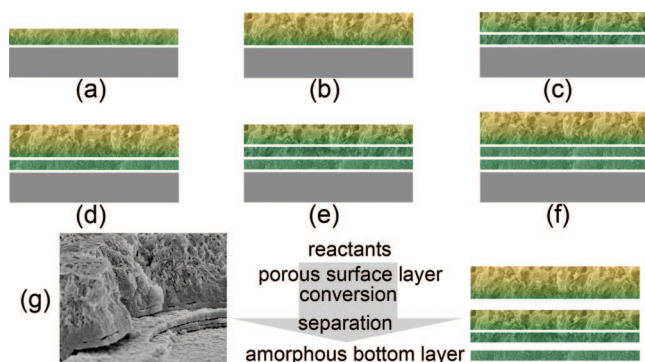 (a)
(b)
(c)
(d)
(e)
(f)
(g)
reactants
porous surface layer
conversion
separation
amorphous bottom layer